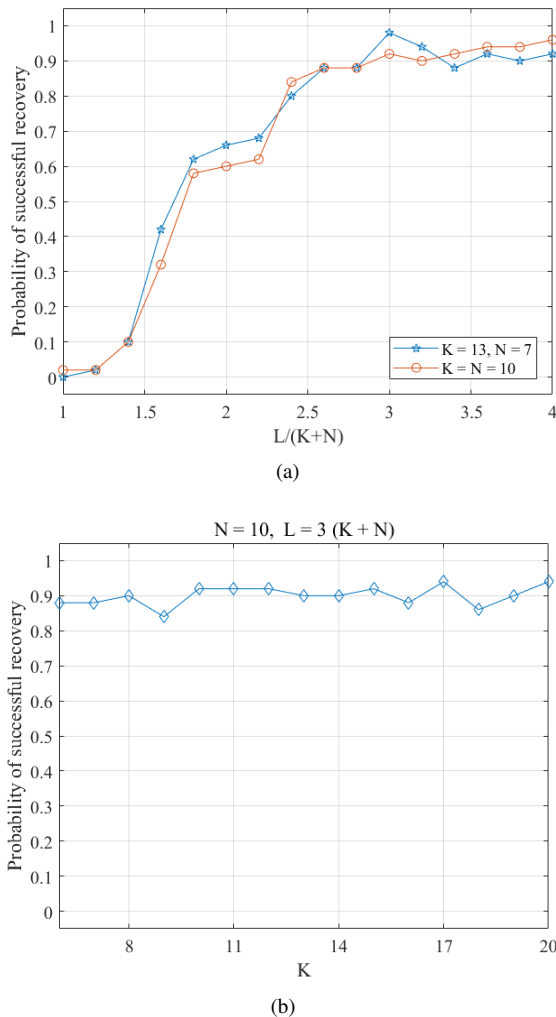 1
0.9
0.8
0.7
0.6
0.5
0.4
0.3
0.2
0.1
0
Probability of successful recovery
K = 13, N = 7
K = N = 10
1 1.5 2 2.5 3 3.5 4
L/(K+N)
(a)
N = 10, L = 3 (K + N)
1
0.9
0.8
0.7
0.6
0.5
0.4
0.3
0.2
0.1
0
Probability of successful recovery
8 11 14 17 20
K
(b)